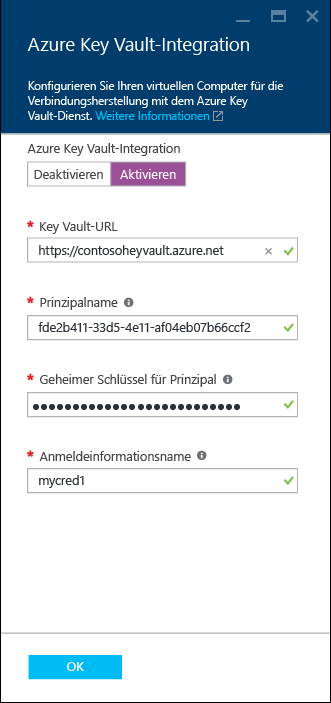 Azure Key Vault-Integration
Konfigurieren Sie Ihren virtuellen Computer für die
Verbindungsherstellung mit dem Azure Key
Vault-Dienst. Weitere Informationen
Azure Key Vault-Integration
Deaktivieren Aktivieren
* Key Vault-URL
https://contosoheyvault.azure.net
* Prinzipalname
fde2b411-33d5-4e11-af04eb07b66ccf2
* Geheimer Schlüssel für Prinzipal
●●●●●●●●●●●●●●●●●●●●●●●●●●
* Anmeldeinformationsname
mycred1
OK